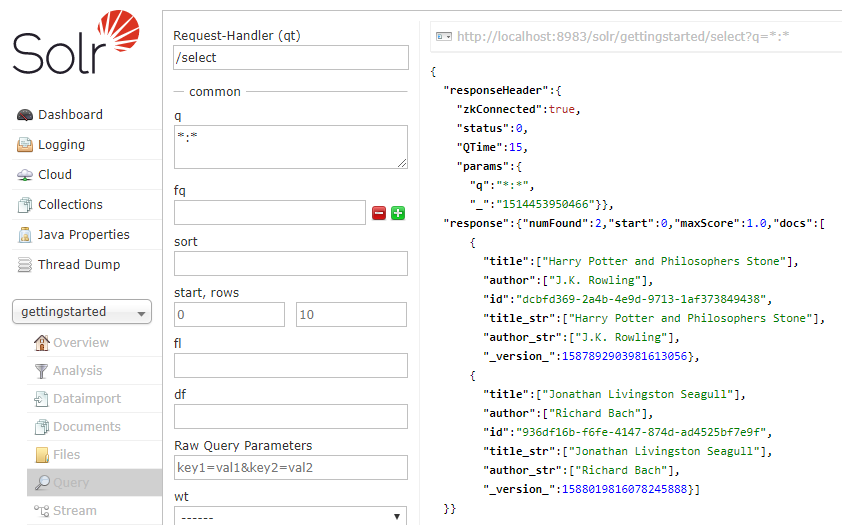 Solr
Dashboard
Logging
Cloud
Collections
Java Properties
Thread Dump
gettingstarted
Overview
Analysis
Dataimport
Documents
Files
Query
Stream
Request-Handler (qt)
/select
common
q
*:*
fq
sort
start, rows
0 10
fl
df
Raw Query Parameters
key1=val1&key2=val2
wt
------
http://localhost:8983/solr/gettingstarted/select?q=*:*
{
"responseHeader":{
"zkConnected":true,
"status":0,
"QTime":15,
"params":{
"q":"*:*",
"_":"1514453950466"}},
"response":{"numFound":2,"start":0,"maxScore":1.0,"docs":[
{
"title":["Harry Potter and Philosophers Stone"],
"author":["J.K. Rowling"],
"id":"dcbfd369-2a4b-4e9d-9713-1af373849438",
"title_str":["Harry Potter and Philosophers Stone"],
"author_str":["J.K. Rowling"],
"_version_":1587892903981613056},
{
"title":["Jonathan Livingston Seagull"],
"author":["Richard Bach"],
"id":"936df16b-f6fe-4147-874d-ad4525bf7e9f",
"title_str":["Jonathan Livingston Seagull"],
"author_str":["Richard Bach"],
"_version_":1588019816078245888}]
}}